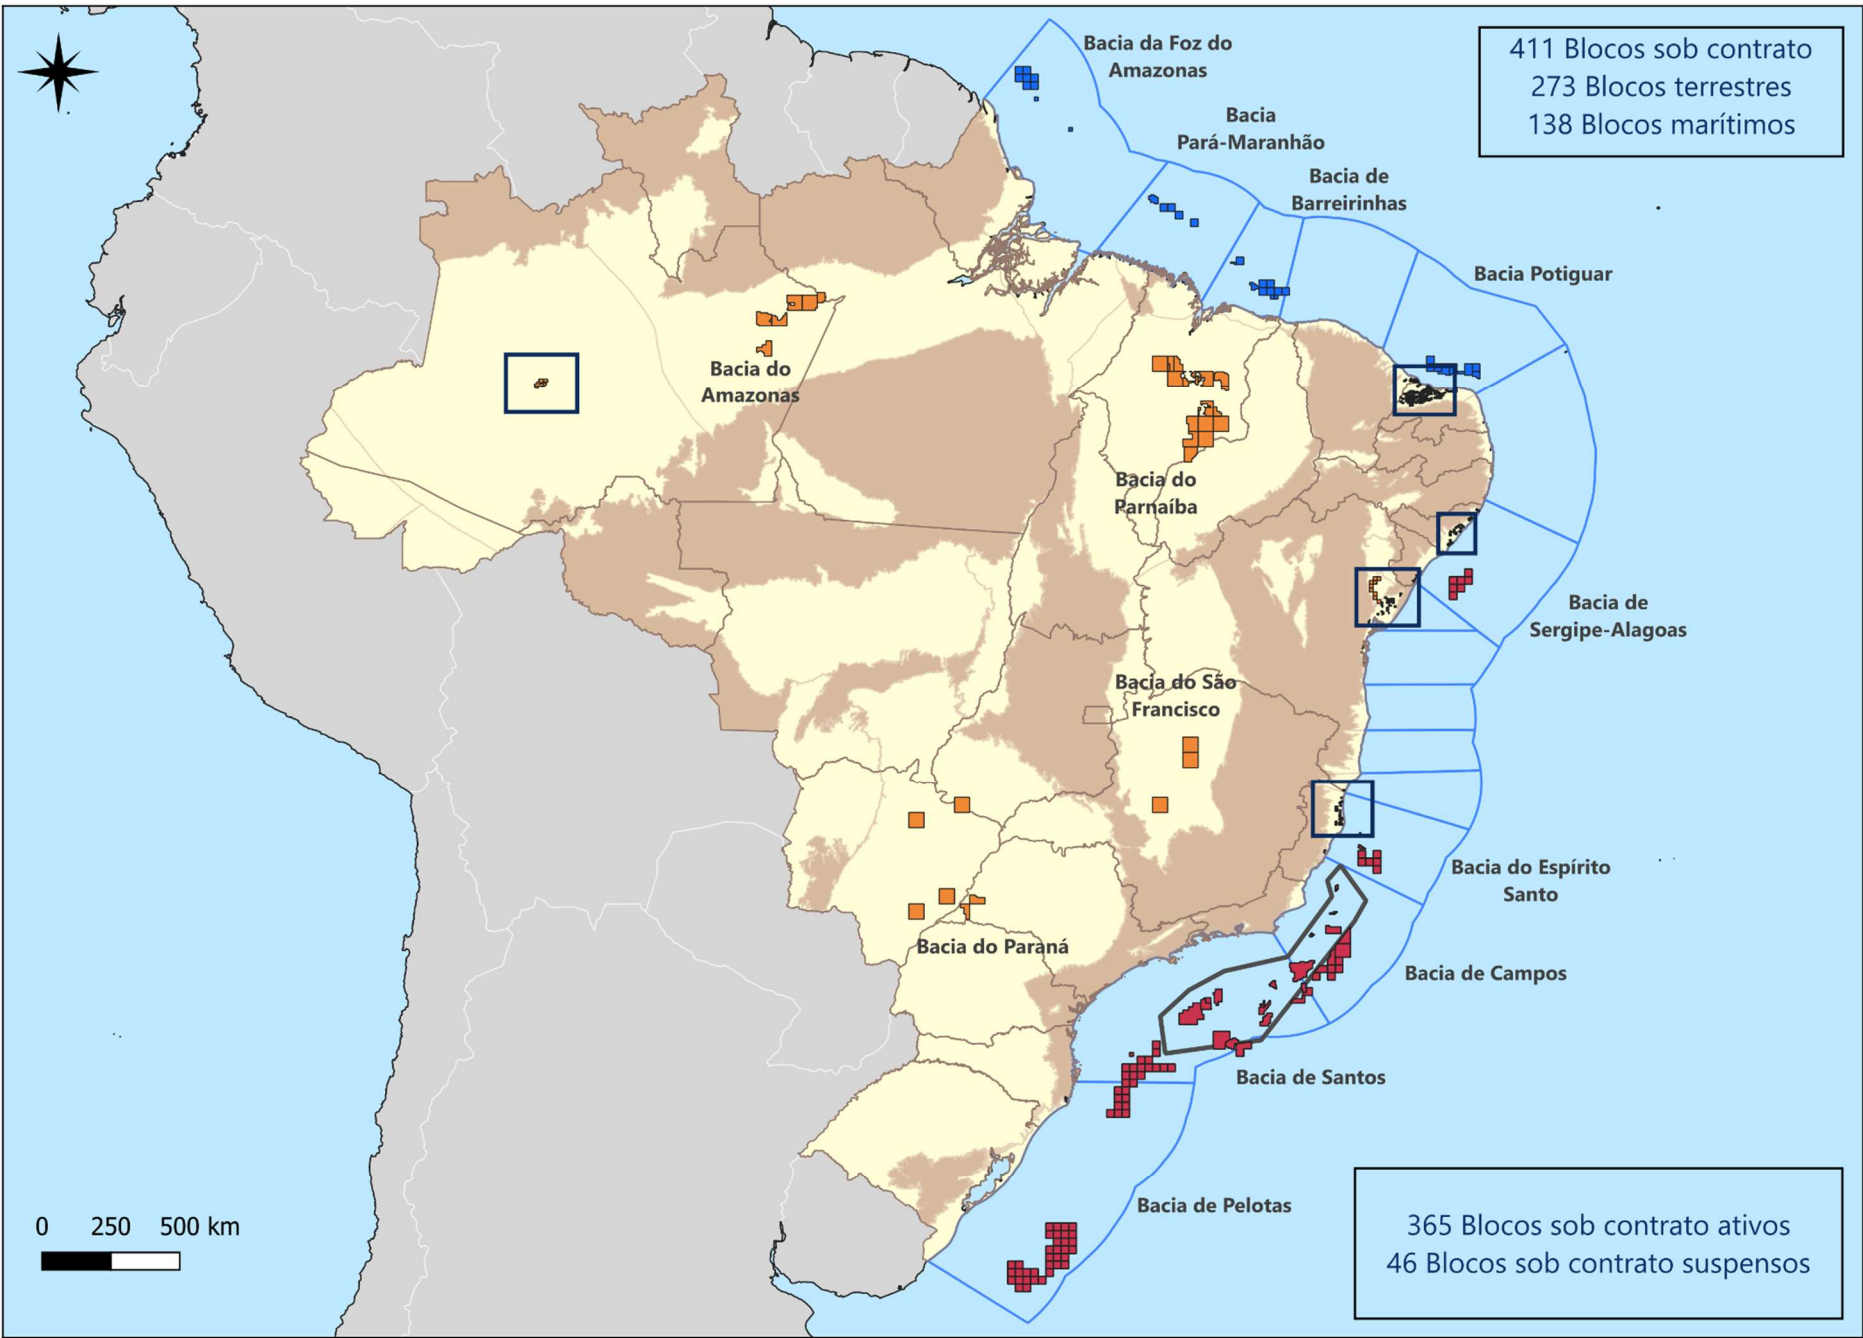 Bacia da Foz do
Amazonas
411 Blocos sob contrato
273 Blocos terrestres
138 Blocos marítimos
Bacia
Pará-Maranhão
Bacia de
Barreirinhas
Bacia Potiguar
Bacia do
Amazonas
Bacia do
Parnaíba
Bacia de
Sergipe-Alagoas
Bacia do São
Francisco
Bacia do Espírito
Santo
Bacia do Paraná
Bacia de Campos
Bacia de Santos
Bacia de Pelotas
0 250 500 km
365 Blocos sob contrato ativos
46 Blocos sob contrato suspensos